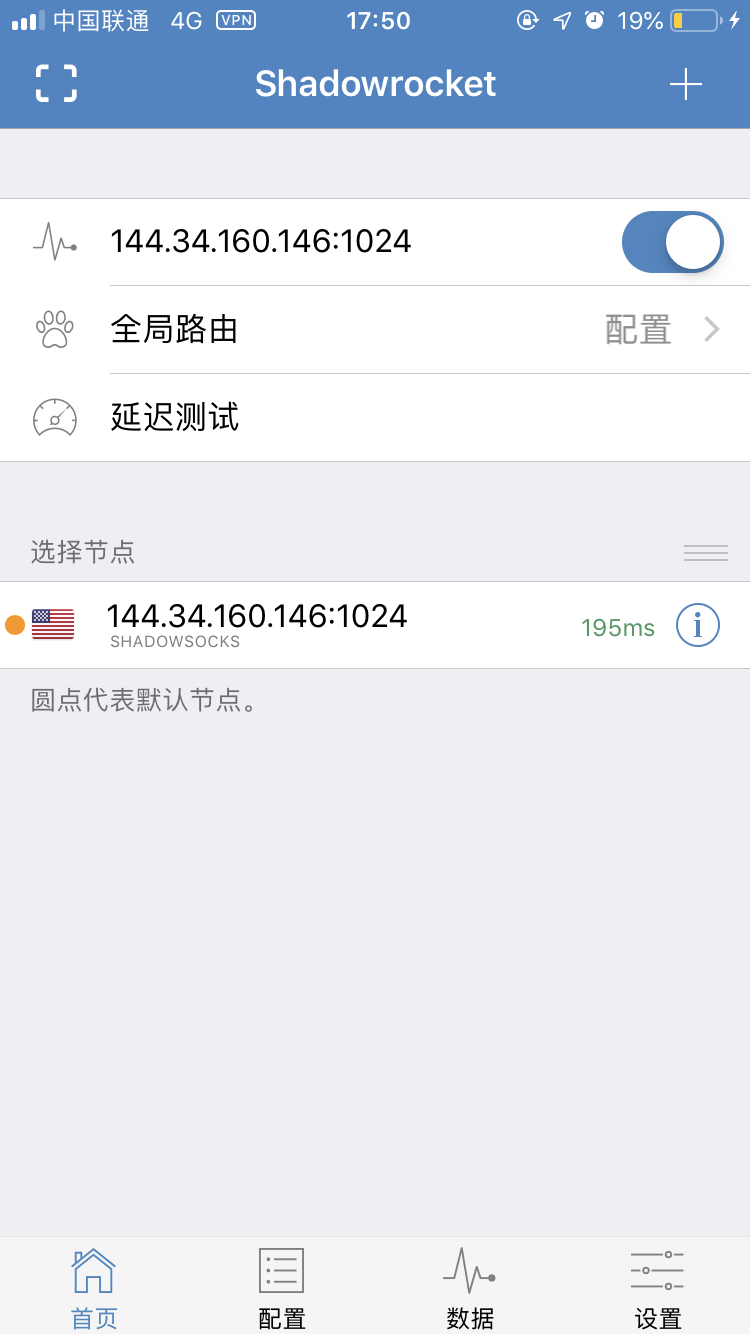 中国联通 4G VPN 17:50 19%
Shadowrocket
144.34.160.146:1024
全局路由 配置
延迟测试
选择节点
144.34.160.146:1024 195ms
SHADOWSOCKS
圆点代表默认节点。
首页 配置 数据 设置